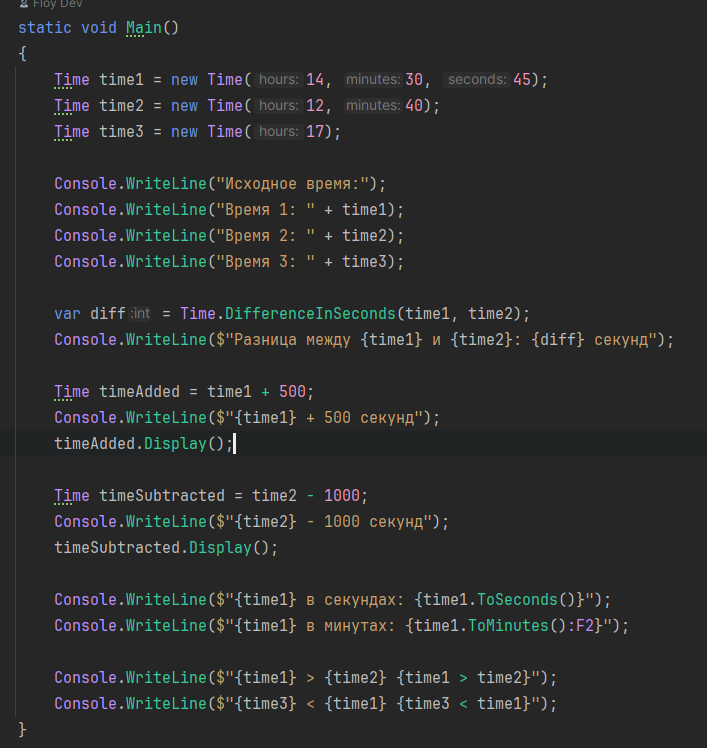 Floy Dev
static void Main()
{
Time time1 = new Time( hours: 14, minutes: 30, seconds: 45);
Time time2 = new Time( hours: 12, minutes: 40);
Time time3 = new Time( hours: 17);
Console.WriteLine("Исходное время:");
Console.WriteLine("Время 1: " + time1);
Console.WriteLine("Время 2: " + time2);
Console.WriteLine("Время 3: " + time3);
var diff :int = Time.DifferenceInSeconds(time1, time2);
Console.WriteLine($"Разница между {time1} и {time2}: {diff} секунд");
Time timeAdded = time1 + 500;
Console.WriteLine($"{time1} + 500 секунд");
timeAdded.Display();
Time timeSubtracted = time2 - 1000;
Console.WriteLine($"{time2} - 1000 секунд");
timeSubtracted.Display();
Console.WriteLine($"{time1} в секундах: {time1.ToSeconds()}");
Console.WriteLine($"{time1} в минутах: {time1.ToMinutes():F2}");
Console.WriteLine($"{time1} > {time2} {time1 > time2}");
Console.WriteLine($"{time3} < {time1} {time3 < time1}");
}